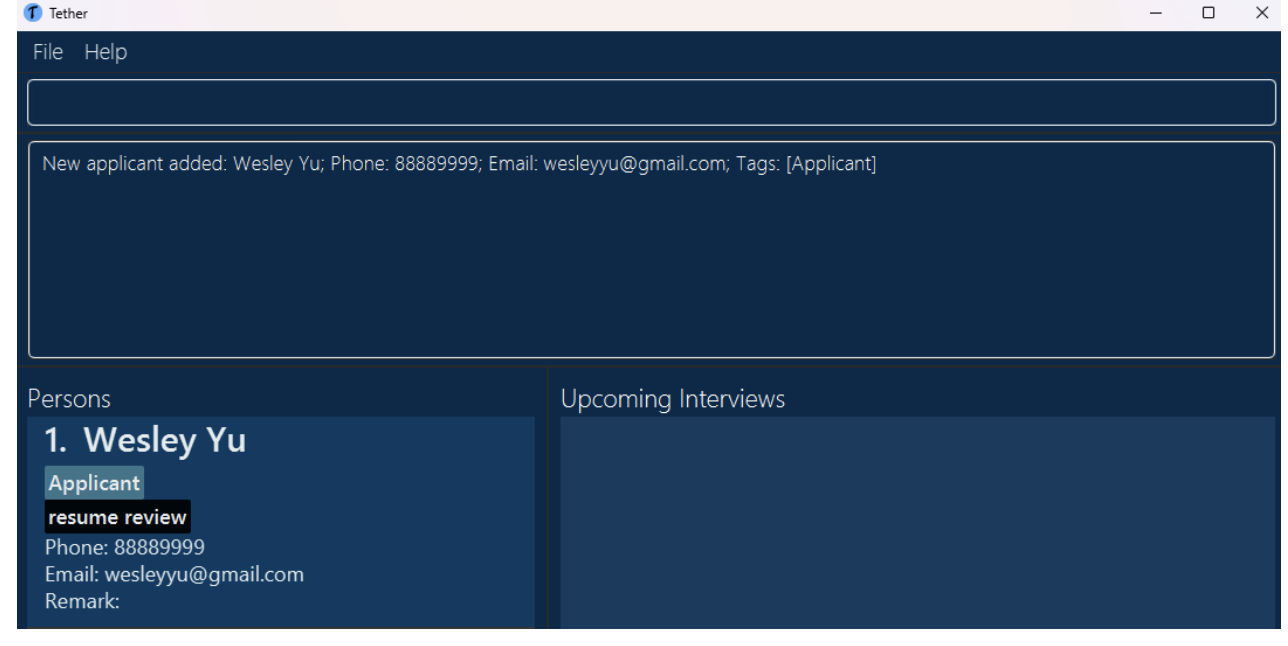 Tether
File Help
New applicant added: Wesley Yu; Phone: 88889999; Email: wesleyyu@gmail.com; Tags: [Applicant]
Persons
1. Wesley Yu
Applicant
resume review
Phone: 88889999
Email: wesleyyu@gmail.com
Remark:
Upcoming Interviews